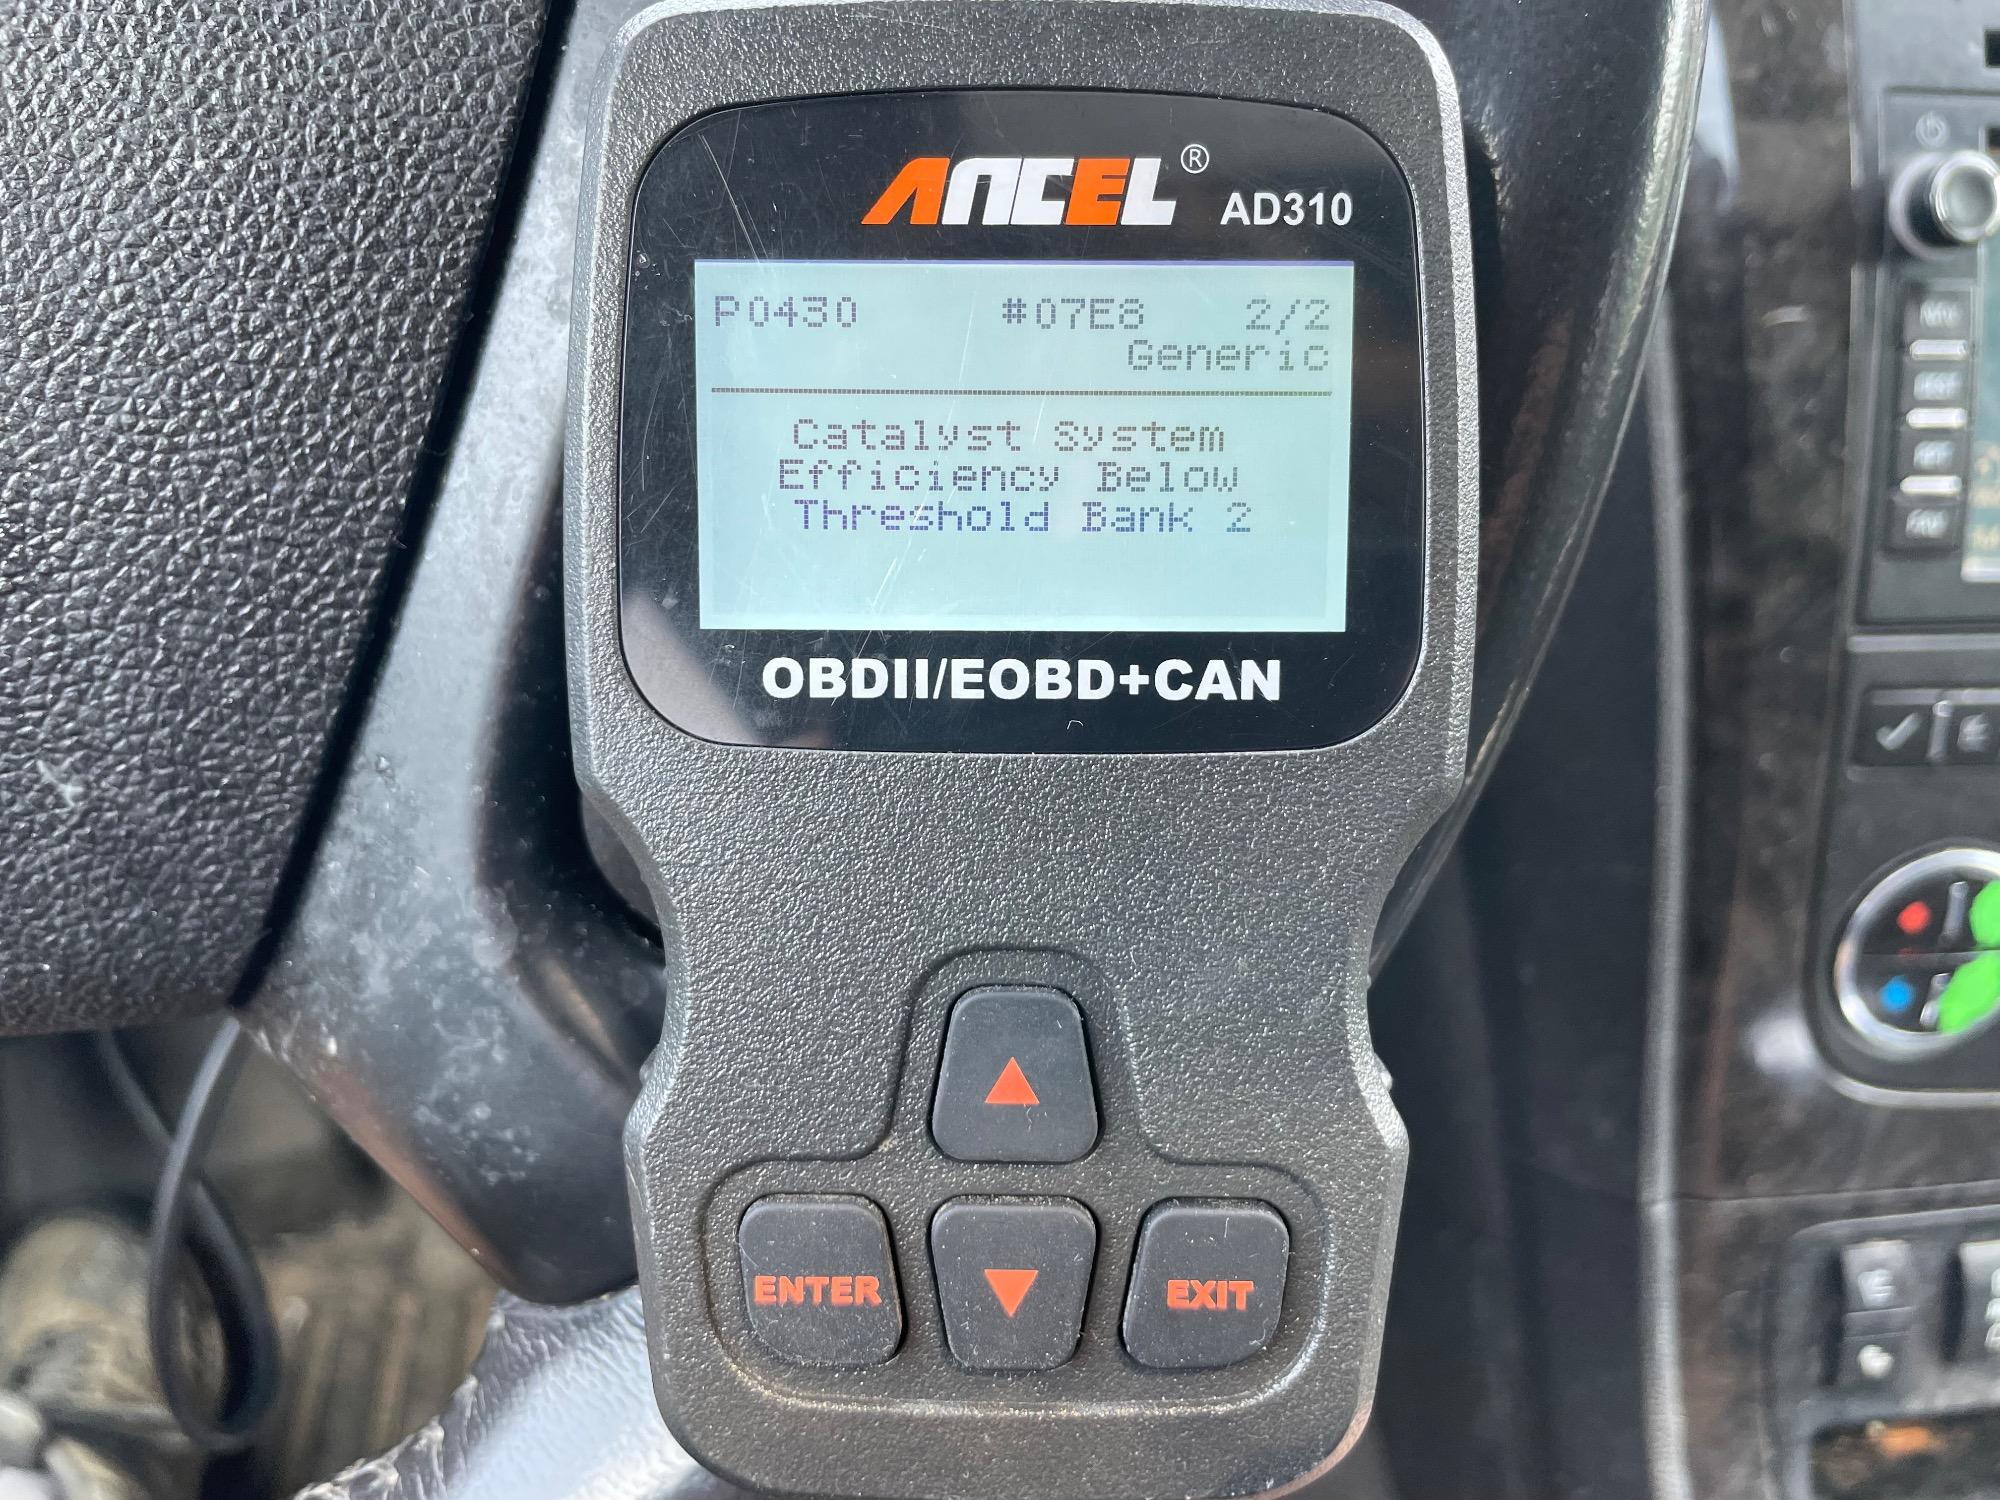 ANCEL®
AD310
P0430 #07E8 2/2
Generic
Catalyst System
Efficiency Below
Threshold Bank 2
OBDII/EOBD+CAN
ENTER
EXIT